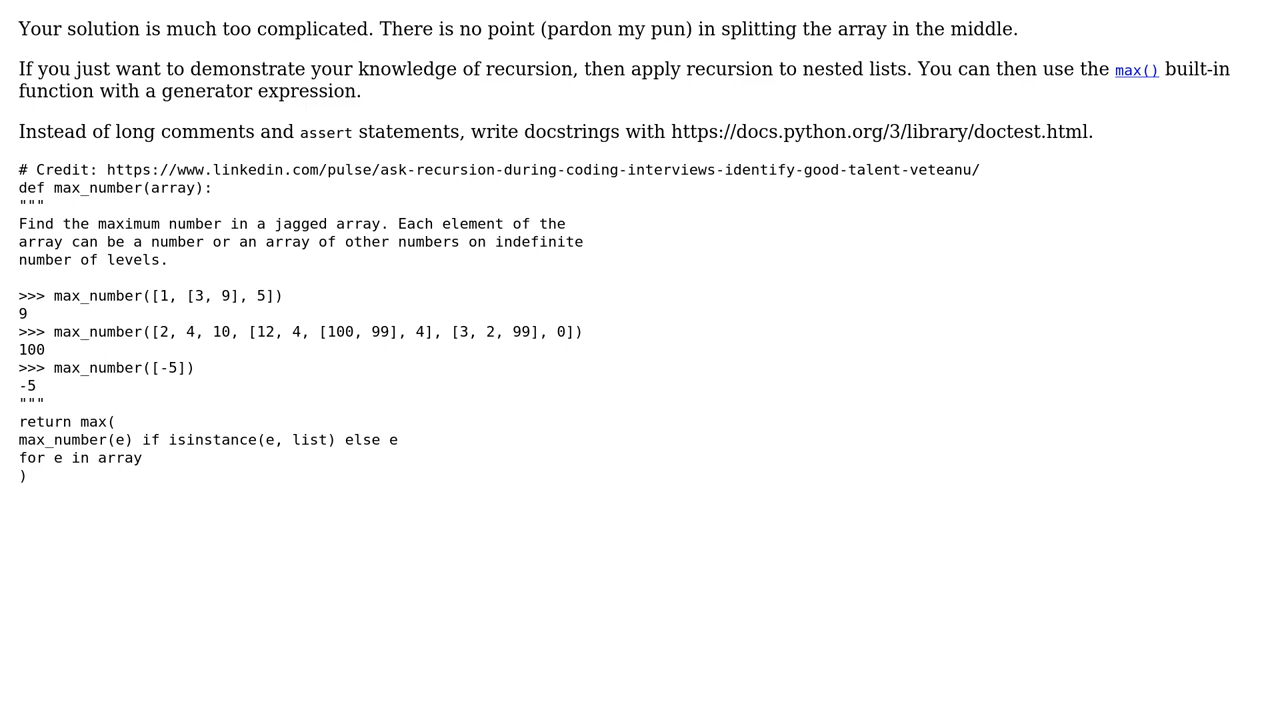 Your solution is much too complicated. There is no point (pardon my pun) in splitting the array in the middle.
If you just want to demonstrate your knowledge of recursion, then apply recursion to nested lists. You can then use the max() built-in
function with a generator expression.
Instead of long comments and assert statements, write docstrings with https://docs.python.org/3/library/doctest.html.
# Credit: https://www.linkedin.com/pulse/ask-recursion-during-coding-interviews-identify-good-talent-veteanu/
def max_number(array):
"""
Find the maximum number in a jagged array. Each element of the
array can be a number or an array of other numbers on indefinite
number of levels.
>>> max_number([1, [3, 9], 5])
9
>>> max_number([2, 4, 10, [12, 4, [100, 99], 4], [3, 2, 99], 0])
100
>>> max_number([-5])
-5
"""
return max(
max_number(e) if isinstance(e, list) else e
for e in array
)